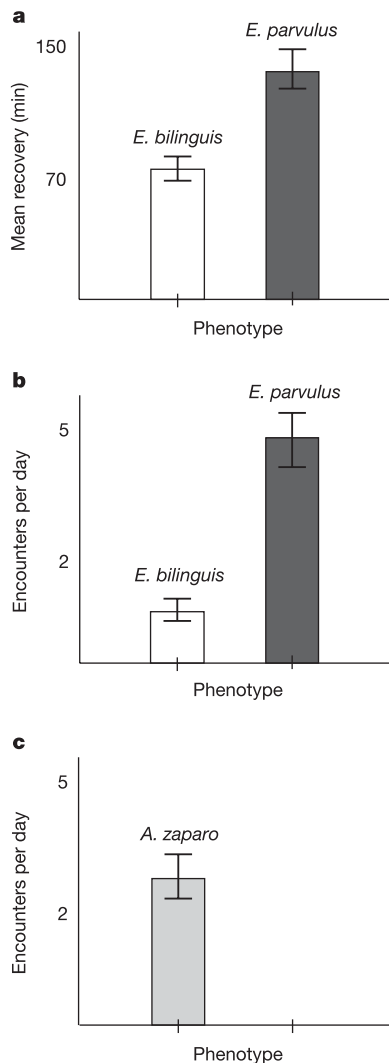 a
150
E. parvulus
E. bilinguis
70
Mean recovery (min)
Phenotype
b
E. parvulus
5
2
E. bilinguis
Encounters per day
Phenotype
c
5
A. zaparo
2
Encounters per day
Phenotype